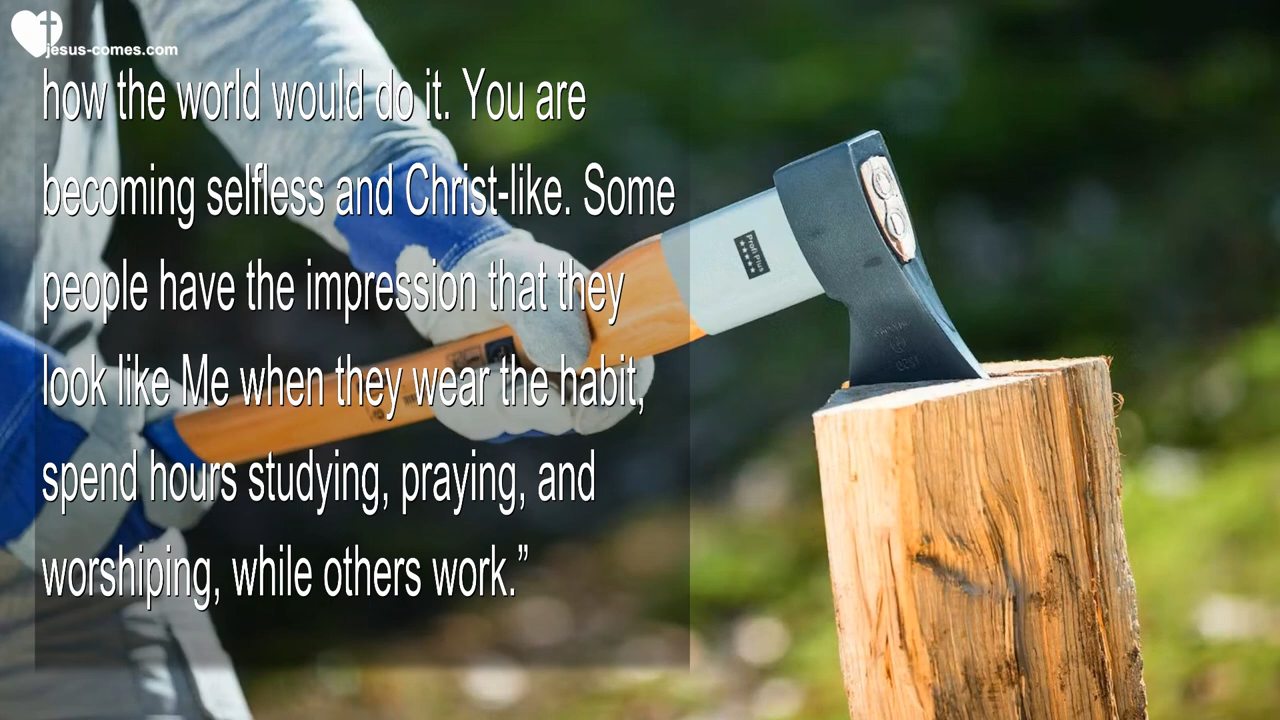 jesus-comes.com
how the world would do it. You are
becoming selfless and Christ-like. Some
people have the impression that they
look like Me when they wear the habit,
spend hours studying, praying, and
worshiping, while others work.”
Profi Plus
★★★★★